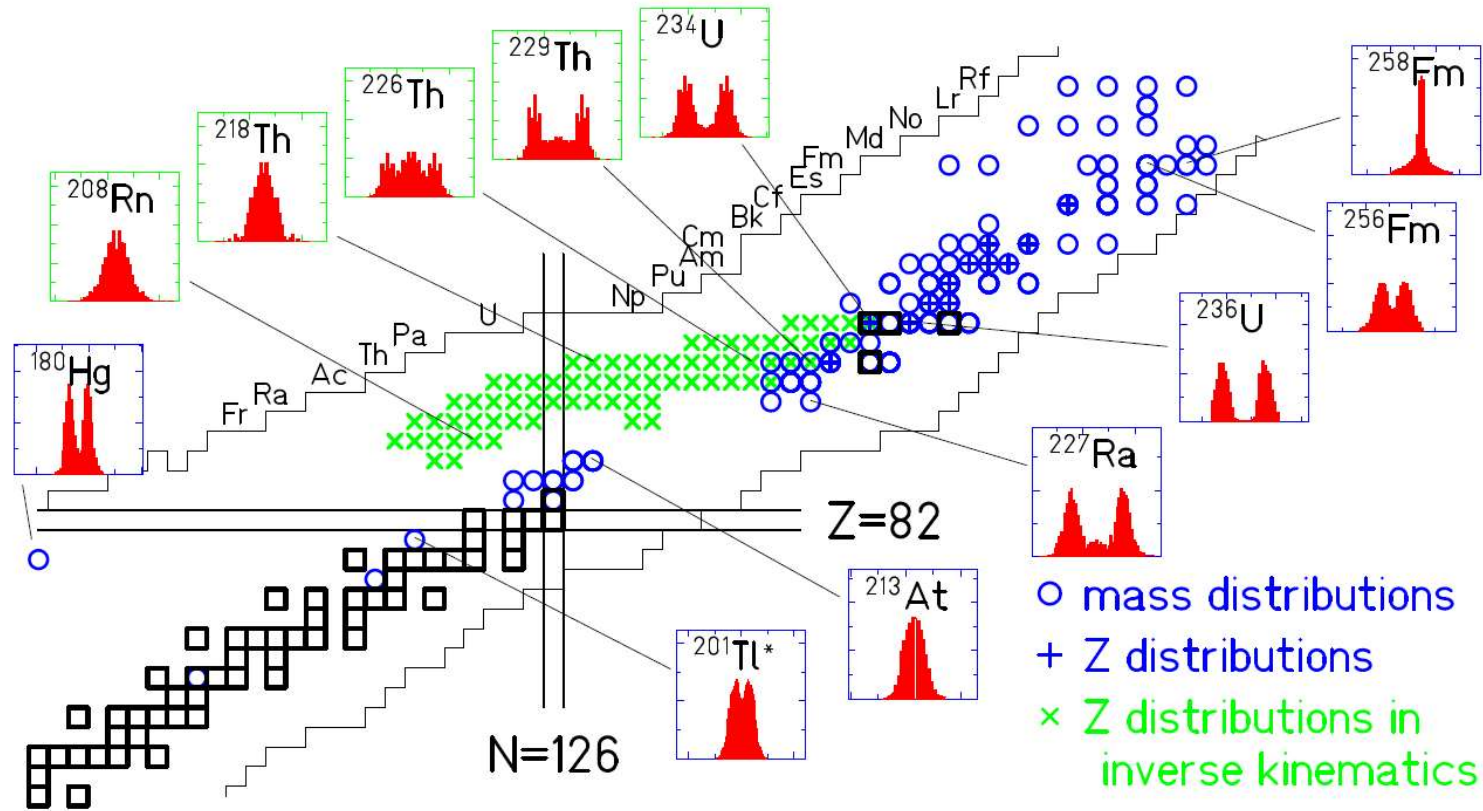 ²³⁴U
²²⁹Th
²⁵⁸Fm
²²⁶Th
Rf
Lr
No
²¹⁸Th
Md
Fm
Es
²⁰⁸Rn
Cf
Bk
²⁵⁶Fm
Cm
Am
Pu
Np
U
²³⁶U
Pa
Th
¹⁸⁰Hg
Ac
Ra
Fr
²²⁷Ra
Z=82
²¹³At
mass distributions
²⁰¹Tl*
Z distributions
N=126
Z distributions in
inverse kinematics